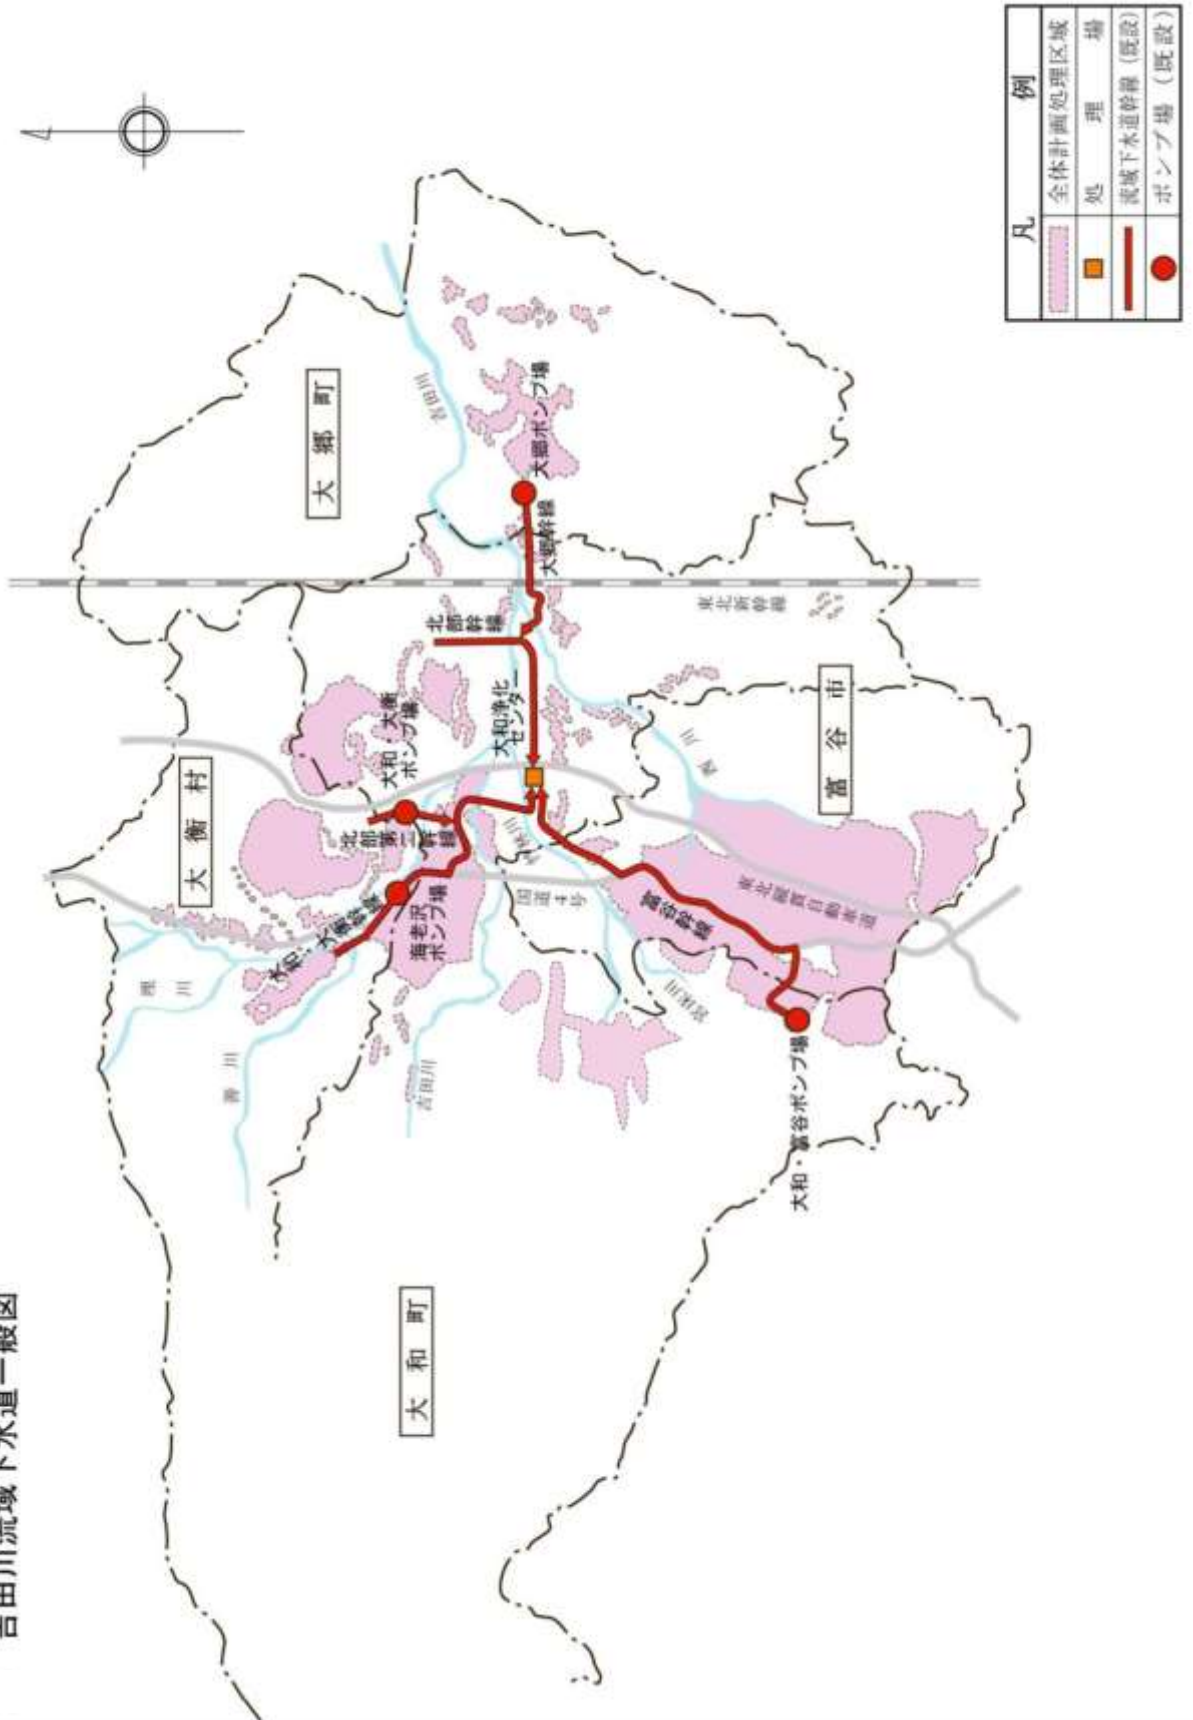 吉田川流域下水道一般図
凡例
全体計画処理区域
処理場
流域下水道幹線(既設)
ポンプ場(既設)
大郷町
吉田川
大郷ポンプ場
大郷幹線
東北新幹線
北部幹線
大和浄化
センター
大和・大衡
ポンプ場
大衡村
北部第二幹線
大和・大衡幹線
海老沢
ポンプ場
国道4号
西川
富谷市
東北縦貫自動車道
富谷幹線
宮床川
大和・富谷ポンプ場
善川
吉田川
大和町